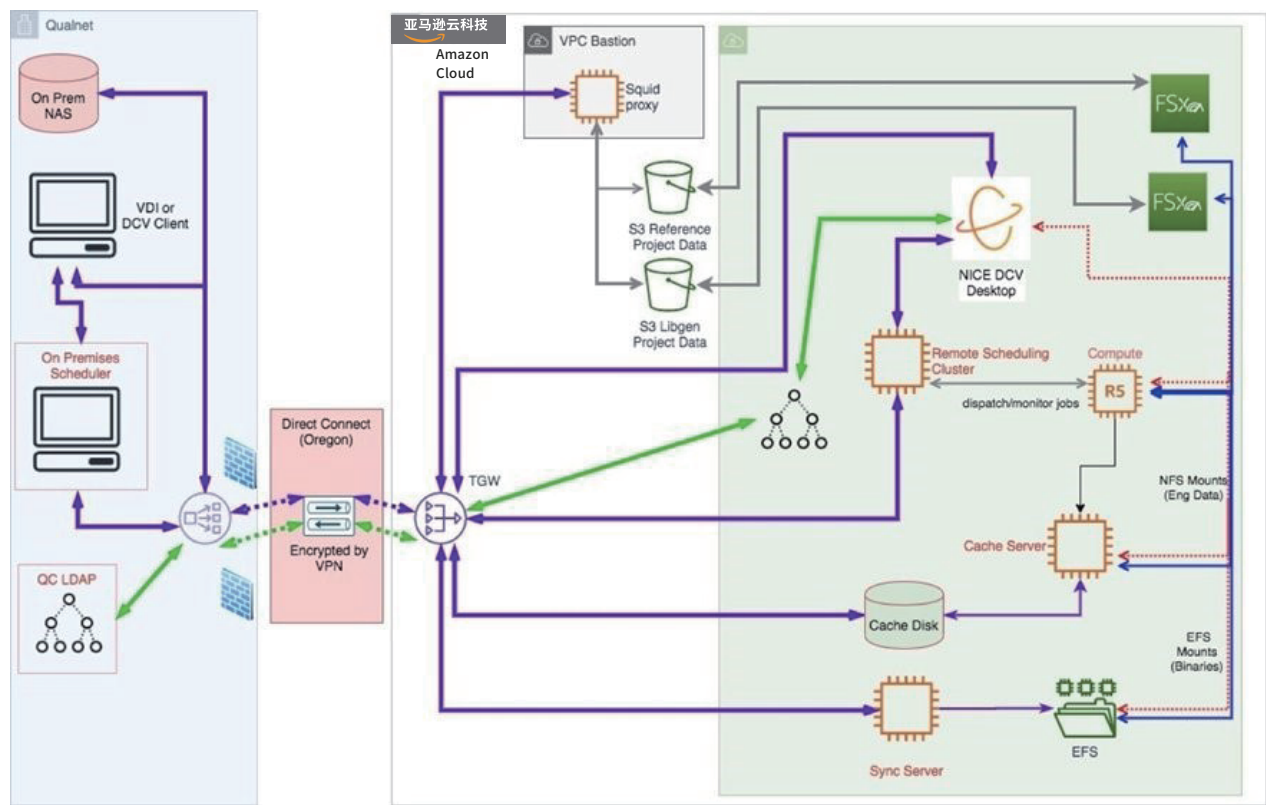 Qualnet
On Prem
NAS
VDI or
DCV Client
On Premises
Scheduler
QC LDAP
Direct Connect
(Oregon)
Encrypted by
VPN
亚马逊云科技
Amazon
Cloud
TGW
VPC Bastion
Squid
proxy
S3 Reference
Project Data
S3 Libgen
Project Data
FSx
FSx
NICE DCV
Desktop
Remote Scheduling
Cluster
Compute
R5
dispatch/monitor jobs
NFS Mounts
(Eng Data)
Cache Server
Cache Disk
EFS
Mounts
(Binaries)
EFS
Sync Server